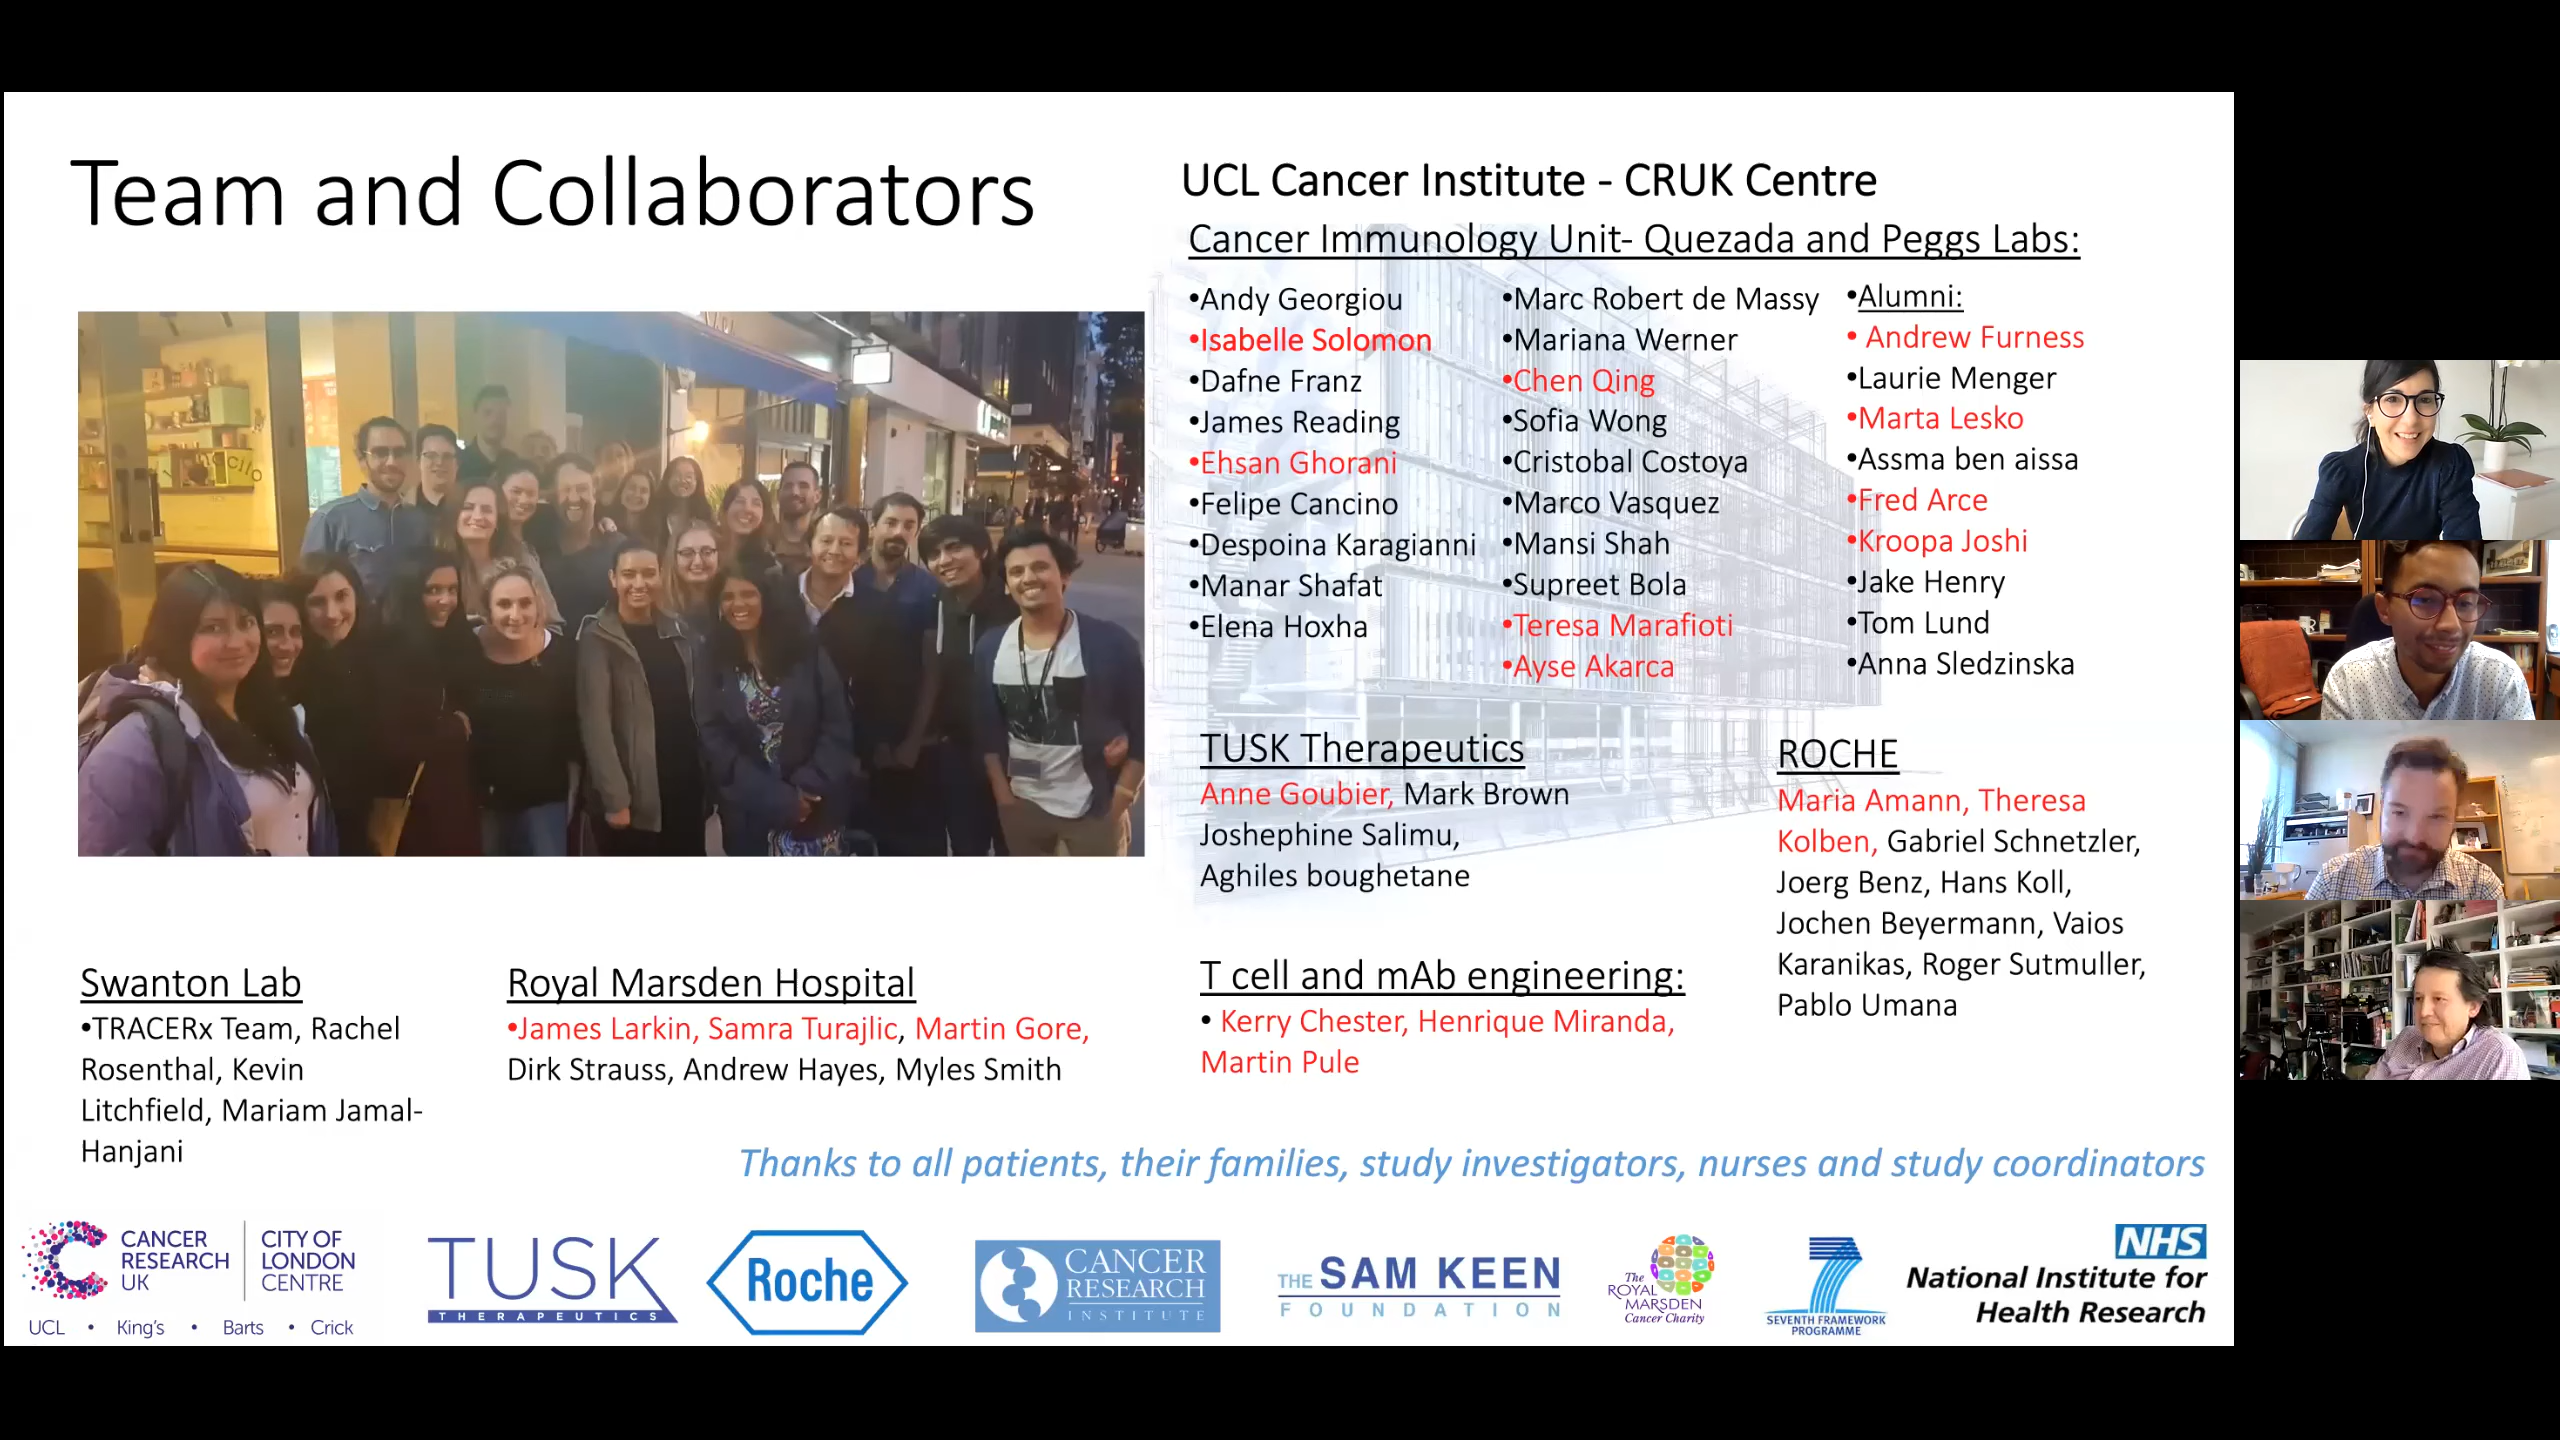 Team and Collaborators
UCL Cancer Institute - CRUK Centre
Cancer Immunology Unit- Quezada and Peggs Labs:
•Andy Georgiou
•Isabelle Solomon
•Dafne Franz
•James Reading
•Ehsan Ghorani
•Felipe Cancino
•Despoina Karagianni
•Manar Shafat
•Elena Hoxha
•Marc Robert de Massy
•Mariana Werner
•Chen Qing
•Sofia Wong
•Cristobal Costoya
•Marco Vasquez
•Mansi Shah
•Supreet Bola
•Teresa Marafioti
•Ayse Akarca
•Alumni:
• Andrew Furness
•Laurie Menger
•Marta Lesko
•Assma ben aissa
•Fred Arce
•Kroopa Joshi
•Jake Henry
•Tom Lund
•Anna Sledzinska
TUSK Therapeutics
Anne Goubier, Mark Brown
Joshephine Salimu,
Aghiles boughetane
ROCHE
Maria Amann, Theresa
Kolben, Gabriel Schnetzler,
Joerg Benz, Hans Koll,
Jochen Beyermann, Vaios
Karanikas, Roger Sutmuller,
Pablo Umana
Swanton Lab
•TRACERx Team, Rachel
Rosenthal, Kevin
Litchfield, Mariam Jamal-
Hanjani
Royal Marsden Hospital
•James Larkin, Samra Turajlic, Martin Gore,
Dirk Strauss, Andrew Hayes, Myles Smith
T cell and mAb engineering:
• Kerry Chester, Henrique Miranda,
Martin Pule
Thanks to all patients, their families, study investigators, nurses and study coordinators
CANCER
RESEARCH
UK
CITY OF
LONDON
CENTRE
UCL • King's • Barts • Crick
TUSK
THERAPEUTICS
Roche
CANCER
RESEARCH
INSTITUTE
THE SAM KEEN
FOUNDATION
The
ROYAL
MARSDEN
Cancer Charity
7
SEVENTH FRAMEWORK
PROGRAMME
NHS
National Institute for
Health Research